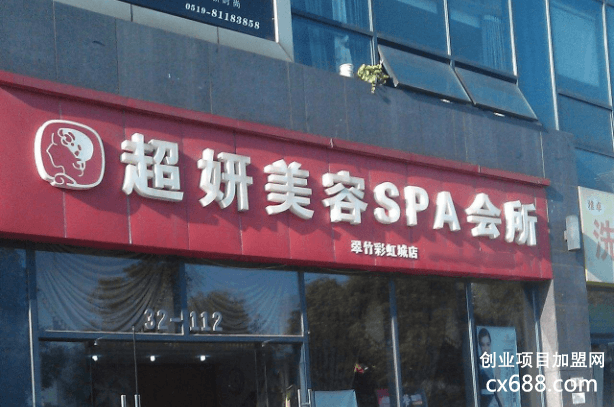 0519-81183858
超妍美容SPA会所
翠竹彩虹城店
32-112
洗
创业项目加盟网
cx688.com